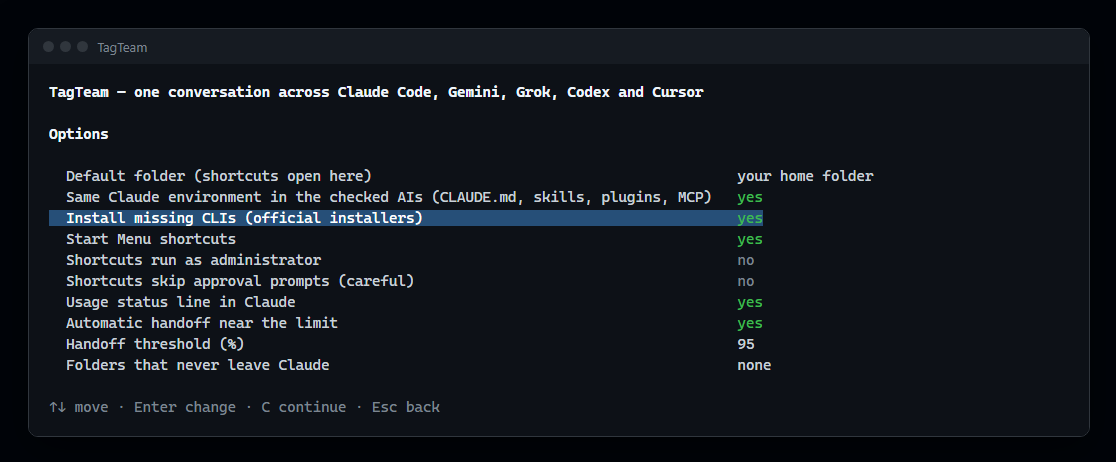 TagTeam
TagTeam — one conversation across Claude Code, Gemini, Grok, Codex and Cursor
Options
Default folder (shortcuts open here) your home folder
Same Claude environment in the checked AIs (CLAUDE.md, skills, plugins, MCP) yes
Install missing CLIs (official installers) yes
Start Menu shortcuts yes
Shortcuts run as administrator no
Shortcuts skip approval prompts (careful) no
Usage status line in Claude yes
Automatic handoff near the limit yes
Handoff threshold (%) 95
Folders that never leave Claude none
↑↓ move · Enter change · C continue · Esc back